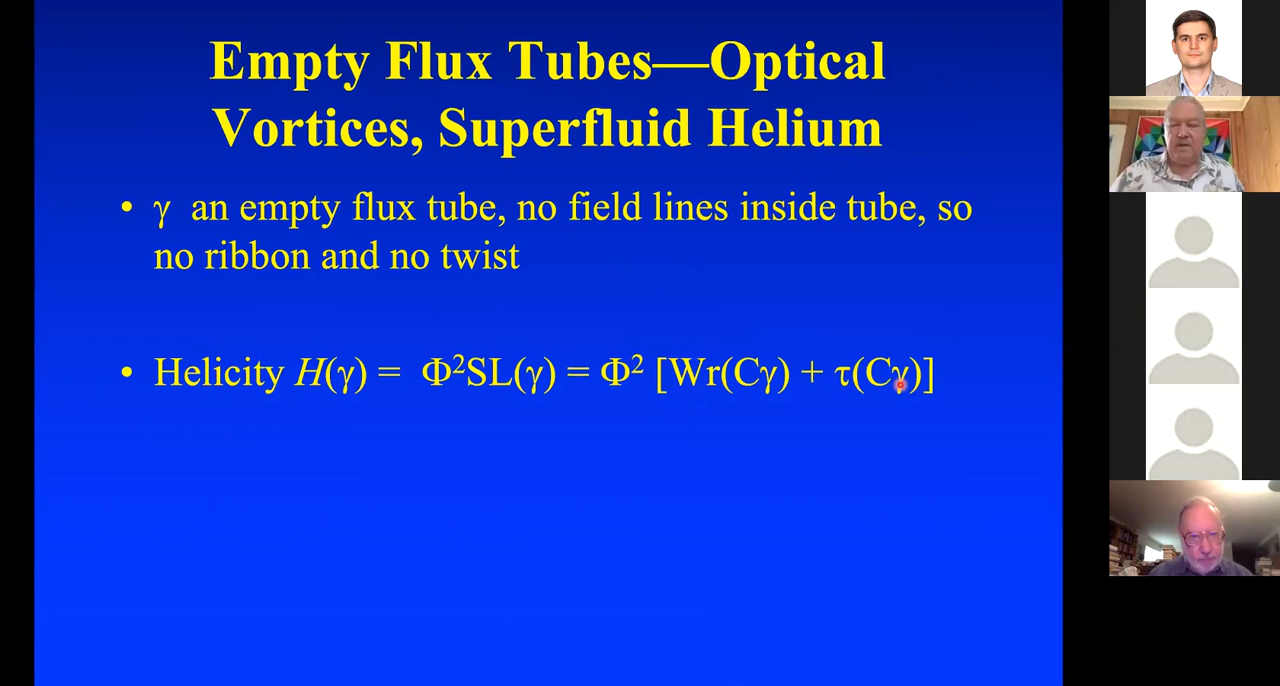 Empty Flux Tubes—Optical
Vortices, Superfluid Helium
• γ an empty flux tube, no field lines inside tube, so
no ribbon and no twist
• Helicity H(γ) = Φ²SL(γ) = Φ² [Wr(Cγ) + τ(Cγ)]